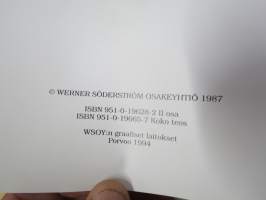 © WERNER SÖDERSTRÖM OSAKEYHTIÖ 1987
ISBN 951-0-19628-2 II osa
ISBN 951-0-19665-7 Koko teos
WSOY:n graafiset laitokset
Porvoo 1994